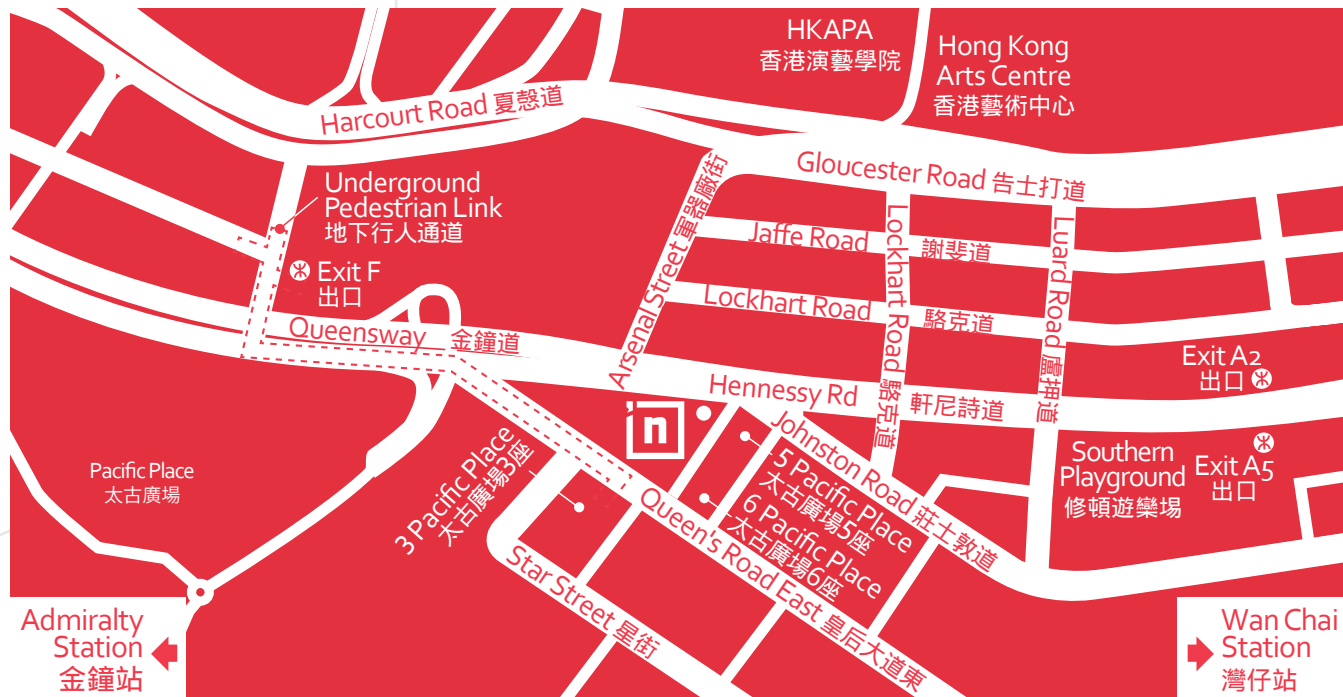 HKAPA
香港演藝學院
Hong Kong
Arts Centre
香港藝術中心
Harcourt Road 夏慤道
Gloucester Road 告士打道
Underground
Pedestrian Link
地下行人通道
Arsenal Street 軍器廠街
Jaffe Road 謝斐道
Lockhart Road 駱克道
Luard Road 盧押道
Exit F
出口
Lockhart Road 駱克道
Queensway 金鐘道
Exit A2
出口
Hennessy Rd 軒尼詩道
n
Johnston Road 莊士敦道
Southern
Playground
修頓遊樂場
Exit A5
出口
Pacific Place
太古廣場
3 Pacific Place
太古廣場3座
5 Pacific Place
太古廣場5座
6 Pacific Place
太古廣場6座
Queen's Road East 皇后大道東
Star Street 星街
Admiralty
Station
金鐘站
Wan Chai
Station
灣仔站